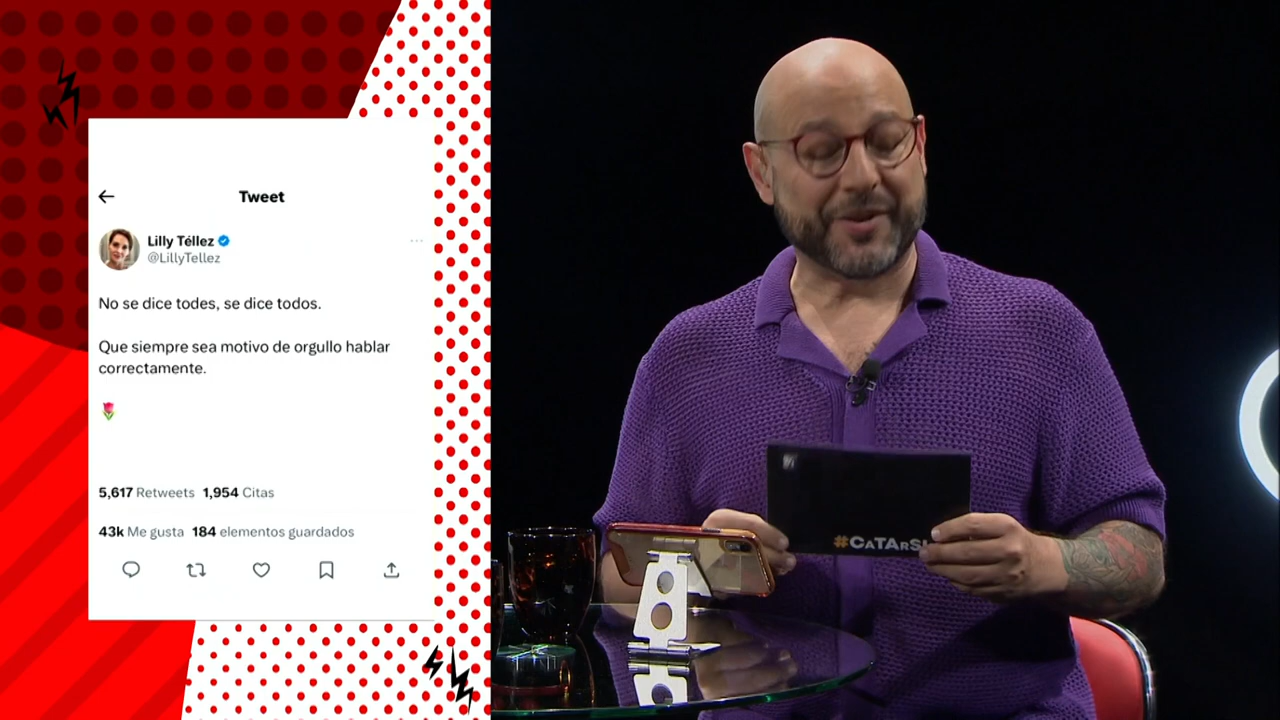 Tweet
Lilly Téllez
@LillyTellez
No se dice todes, se dice todos.
Que siempre sea motivo de orgullo hablar
correctamente.
5,617 Retweets 1,954 Citas
43k Me gusta 184 elementos guardados